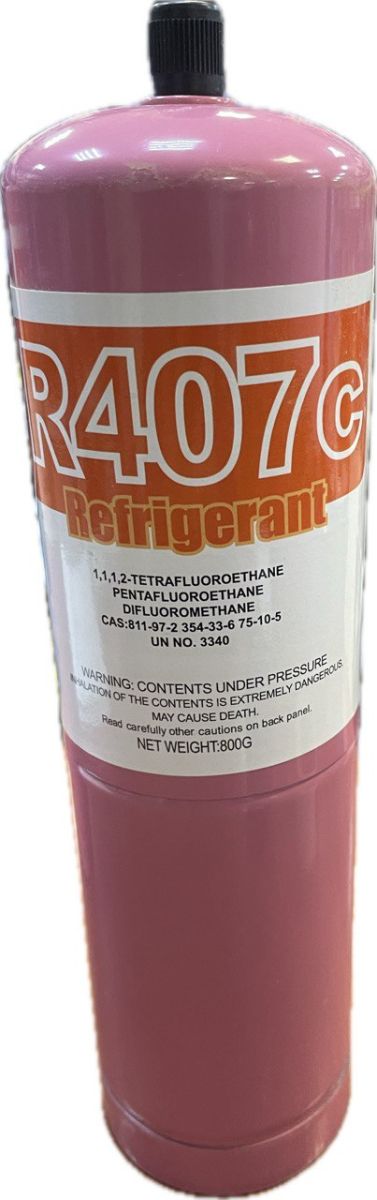 R407C
Refrigerant
1,1,1,2-TETRAFLUOROETHANE
PENTAFLUOROETHANE
DIFLUOROMETHANE
CAS:811-97-2 354-33-6 75-10-5
UN NO. 3340
WARNING: CONTENTS UNDER PRESSURE
INHALATION OF THE CONTENTS IS EXTREMELY DANGEROUS.
MAY CAUSE DEATH.
Read carefully other cautions on back panel.
NET WEIGHT:800G